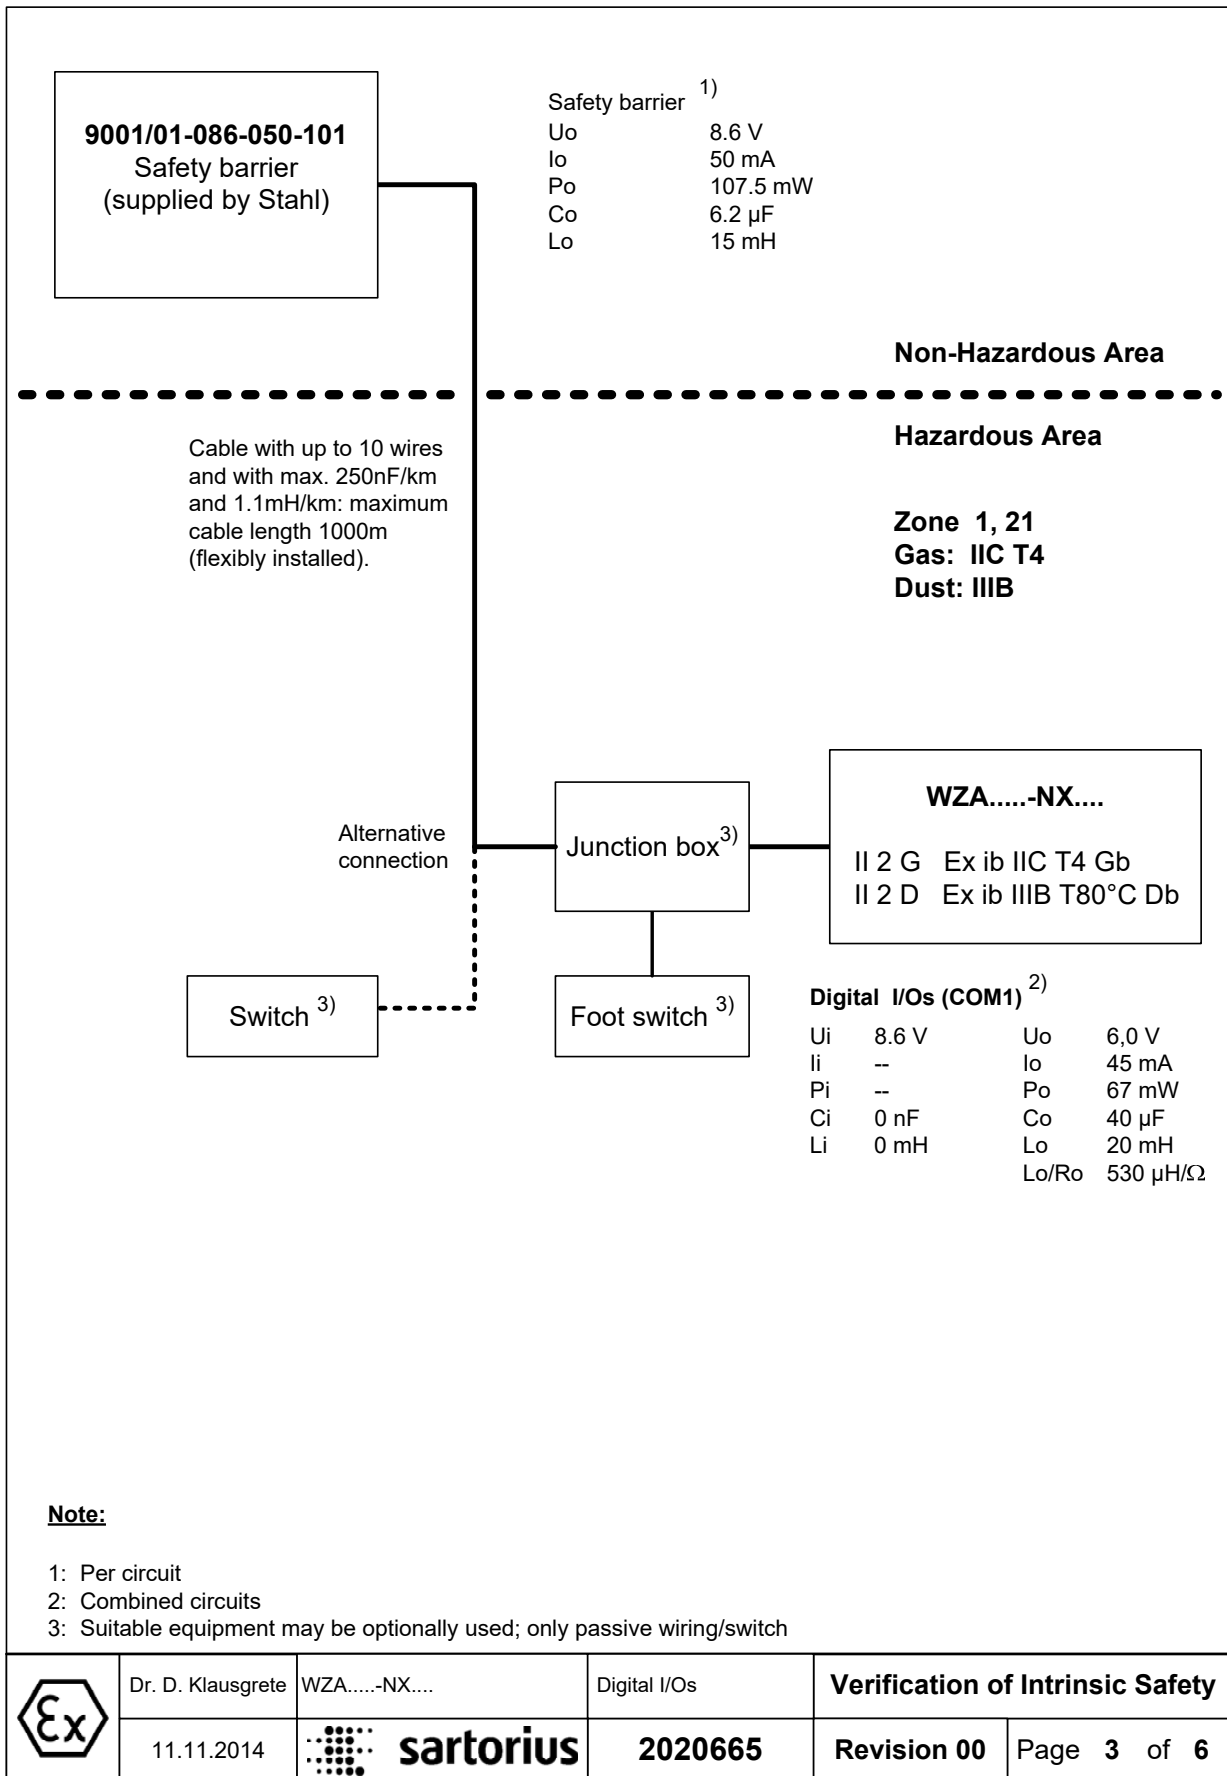 9001/01-086-050-101
Safety barrier
(supplied by Stahl)
Safety barrier 1)
Uo 8.6 V
Io 50 mA
Po 107.5 mW
Co 6.2 µF
Lo 15 mH
Non-Hazardous Area
Hazardous Area
Cable with up to 10 wires
and with max. 250nF/km
and 1.1mH/km: maximum
cable length 1000m
(flexibly installed).
Zone 1, 21
Gas: IIC T4
Dust: IIIB
Alternative
connection
Junction box 3)
WZA.....-NX....
II 2 G Ex ib IIC T4 Gb
II 2 D Ex ib IIIB T80°C Db
Switch 3)
Foot switch 3)
Digital I/Os (COM1) 2)
Ui 8.6 V Uo 6,0 V
Ii -- Io 45 mA
Pi -- Po 67 mW
Ci 0 nF Co 40 µF
Li 0 mH Lo 20 mH
Lo/Ro 530 µH/Ω
Note:
1: Per circuit
2: Combined circuits
3: Suitable equipment may be optionally used; only passive wiring/switch
Ex
Dr. D. Klausgrete WZA.....-NX.... Digital I/Os Verification of Intrinsic Safety
11.11.2014 sartorius 2020665 Revision 00 Page 3 of 6